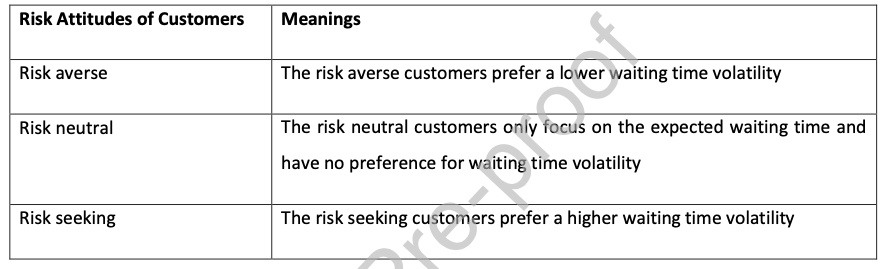 Risk Attitudes of Customers Meanings
Risk averse The risk averse customers prefer a lower waiting time volatility
Risk neutral The risk neutral customers only focus on the expected waiting time and
have no preference for waiting time volatility
Risk seeking The risk seeking customers prefer a higher waiting time volatility
Pre-proof